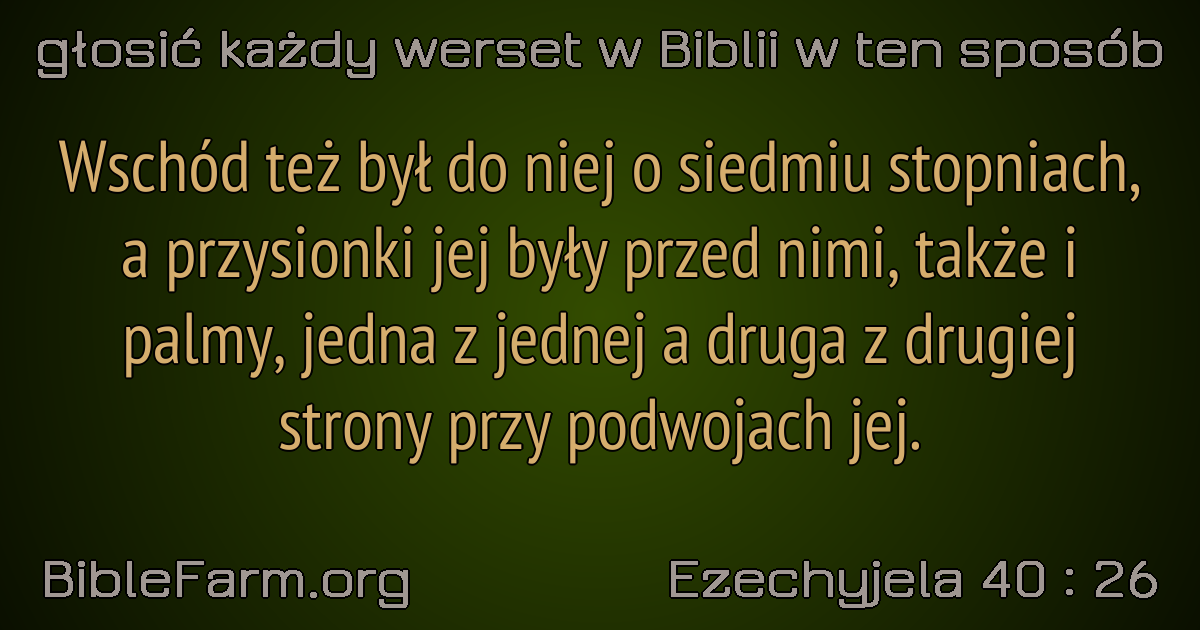 głosić każdy werset w Biblii w ten sposób
Wschód też był do niej o siedmiu stopniach,
a przysionki jej były przed nimi, także i
palmy, jedna z jednej a druga z drugiej
strony przy podwojach jej.
BibleFarm.org
Ezechyjela 40 : 26